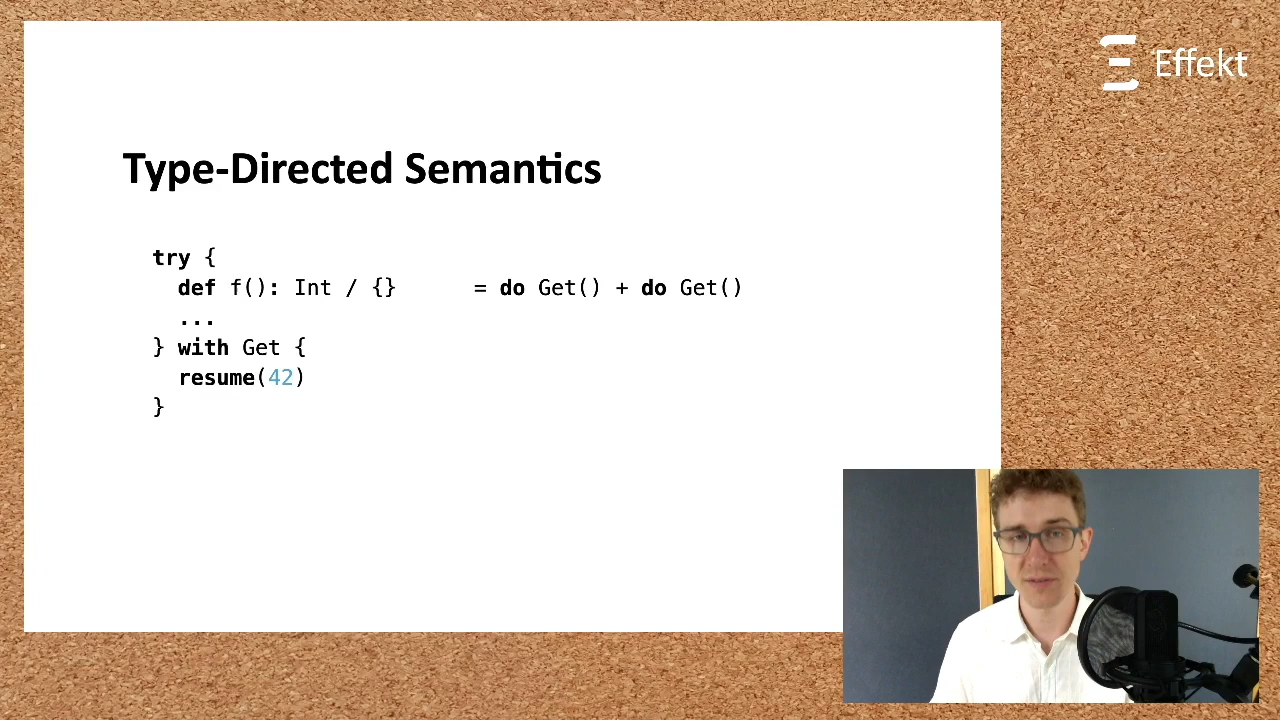 Effekt
Type-Directed Semantics
try {
def f(): Int / {} = do Get() + do Get()
...
} with Get {
resume(42)
}